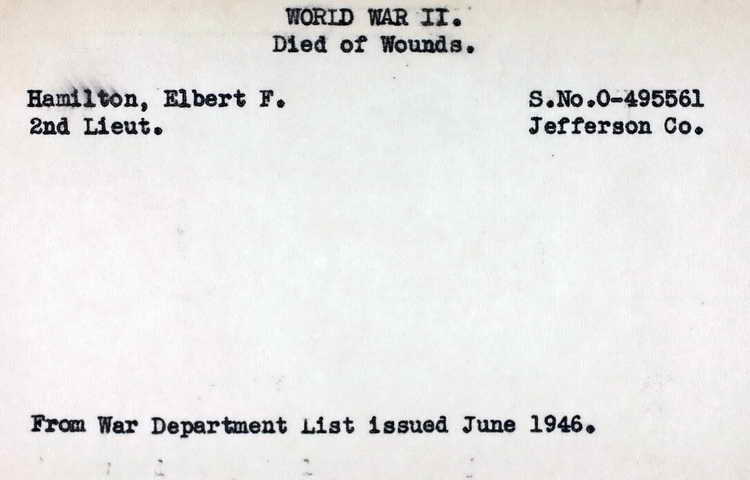 WORLD WAR II.
Died of Wounds.
Hamilton, Elbert F. S.No.O-495561
2nd Lieut. Jefferson Co.
From War Department List issued June 1946.